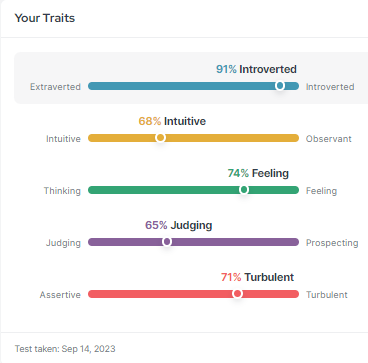 Your Traits
91% Introverted
Extraverted Introverted
68% Intuitive
Intuitive Observant
74% Feeling
Thinking Feeling
65% Judging
Judging Prospecting
71% Turbulent
Assertive Turbulent
Test taken: Sep 14, 2023